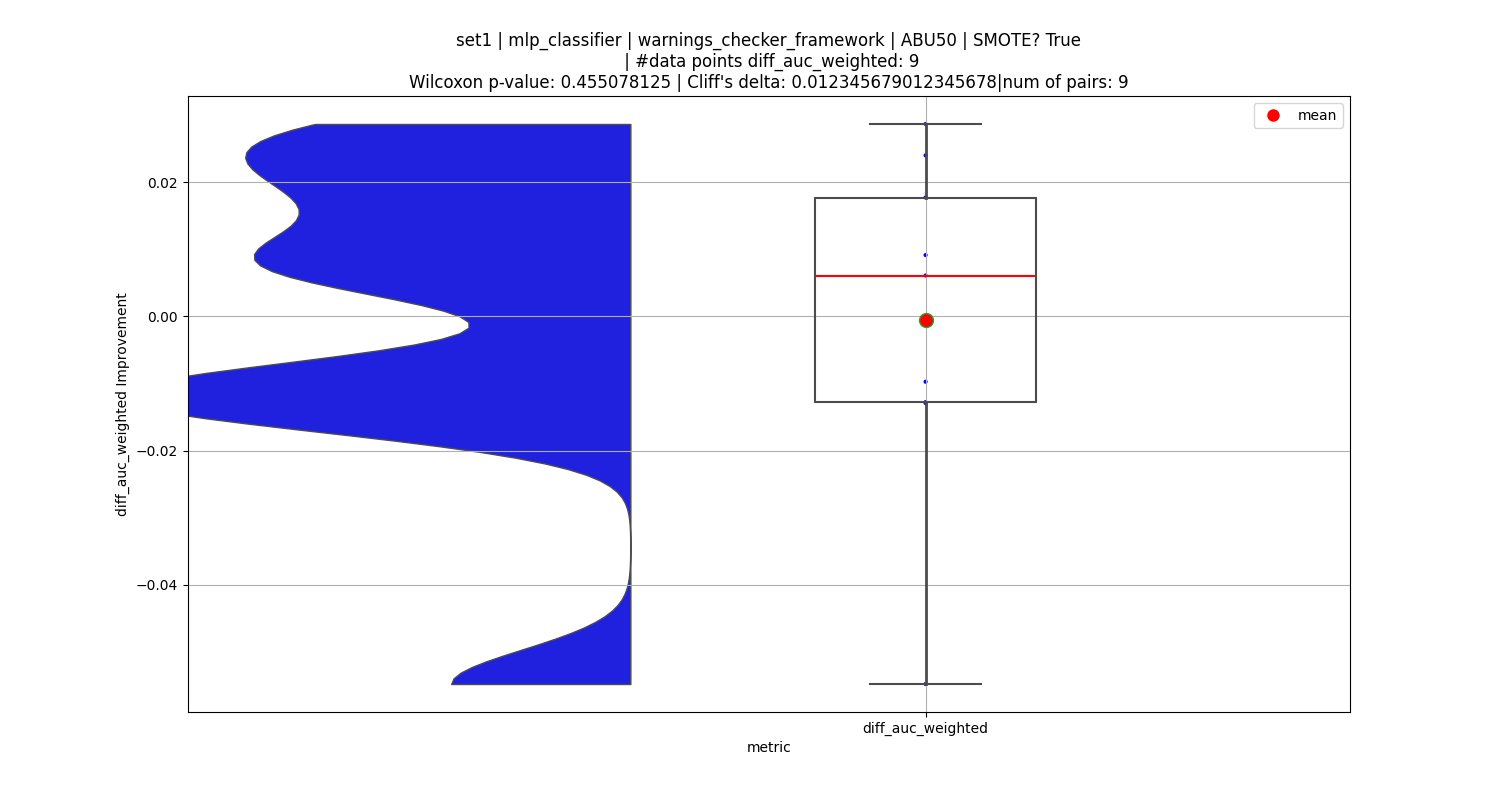 set1 | mlp_classifier | warnings_checker_framework | ABU50 | SMOTE? True
| #data points diff_auc_weighted: 9
Wilcoxon p-value: 0.455078125 | Cliff's delta: 0.012345679012345678|num of pairs: 9
mean
0.02
0.00
−0.02
−0.04
diff_auc_weighted Improvement
diff_auc_weighted
metric